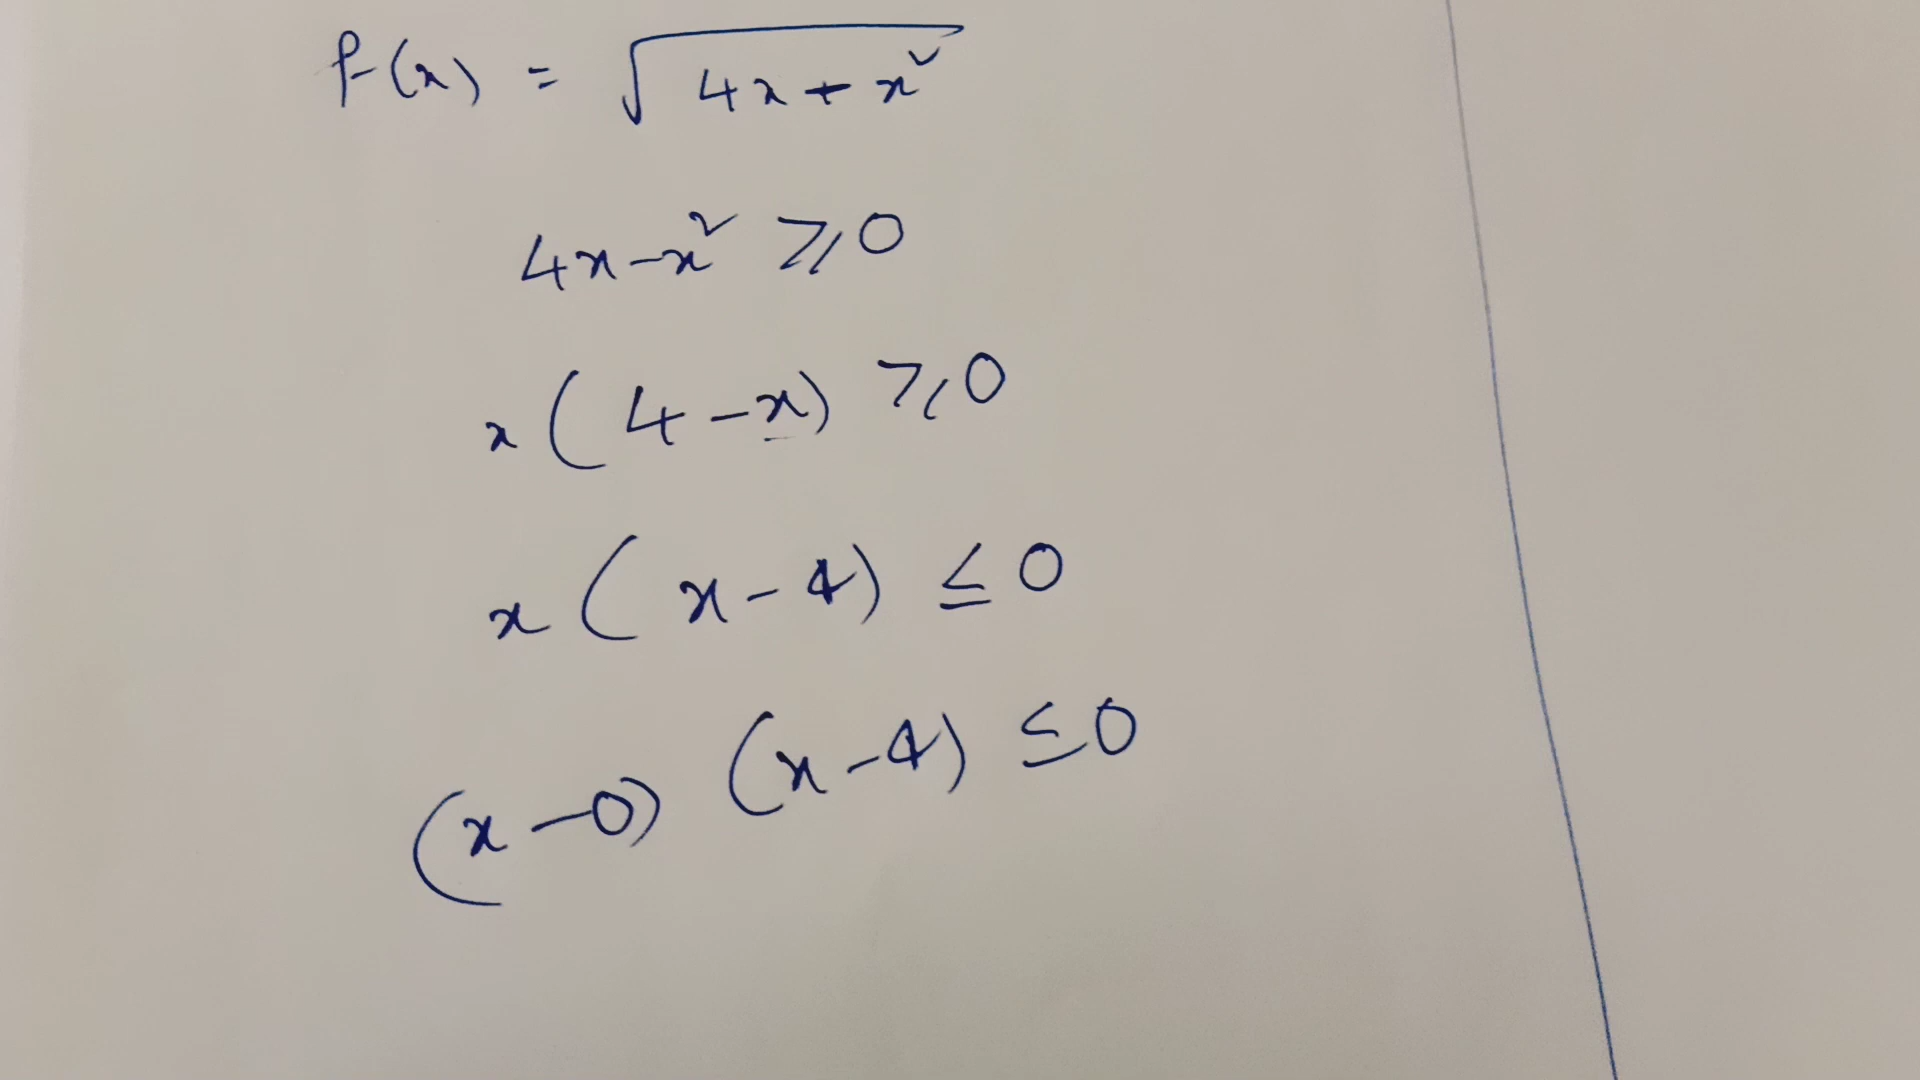 f(x) = √(4x + x²)
4x - x² ≥ 0
x ( 4 - x) ≥ 0
x ( x - 4) ≤ 0
(x - 0) (x - 4) ≤ 0